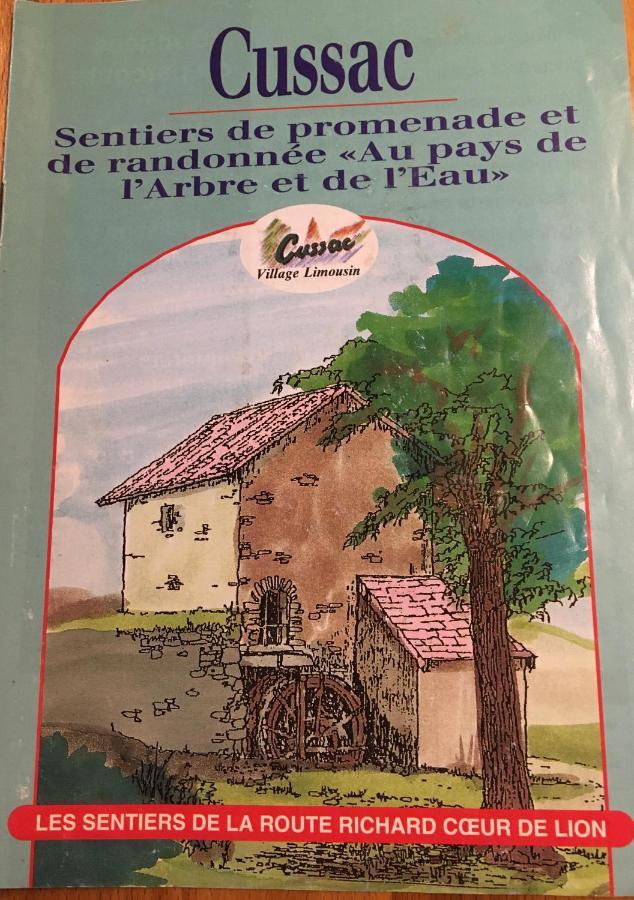 Cussac
Sentiers de promenade et
de randonnée «Au pays de
l'Arbre et de l'Eau»
Cussac
Village Limousin
LES SENTIERS DE LA ROUTE RICHARD CŒUR DE LION